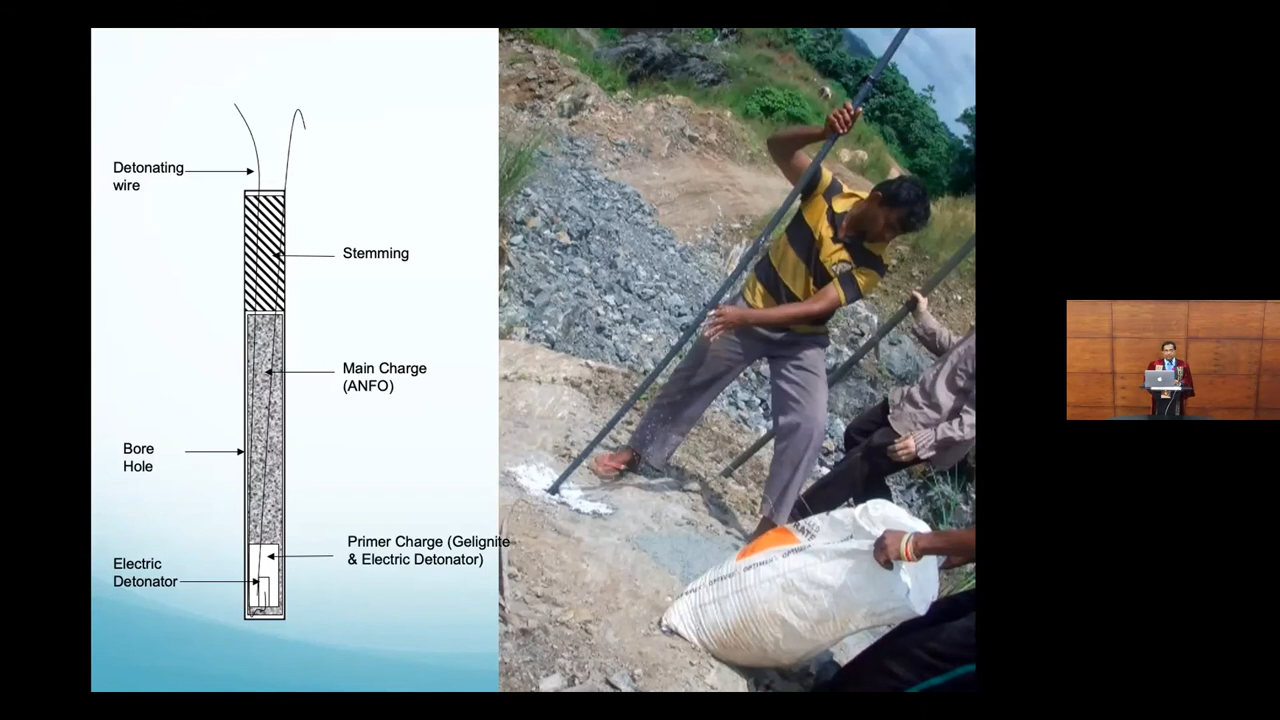 Detonating
wire
Stemming
Main Charge
(ANFO)
Bore
Hole
Primer Charge (Gelignite
& Electric Detonator)
Electric
Detonator